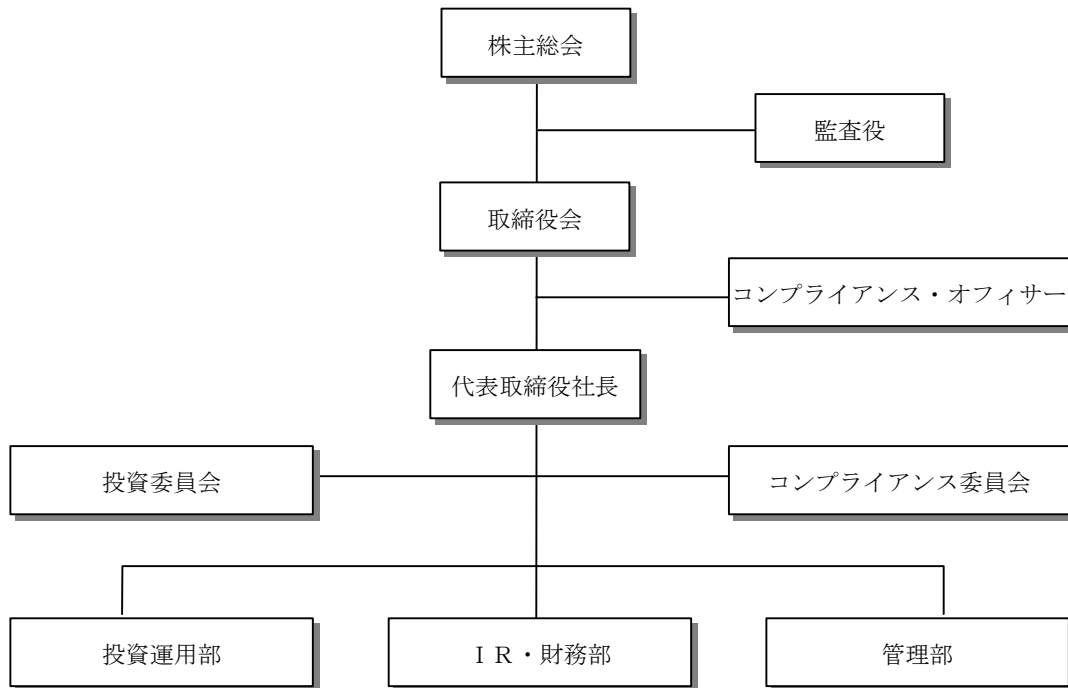 株主総会
監査役
取締役会
コンプライアンス・オフィサー
代表取締役社長
投資委員会
コンプライアンス委員会
投資運用部
ＩＲ・財務部
管理部